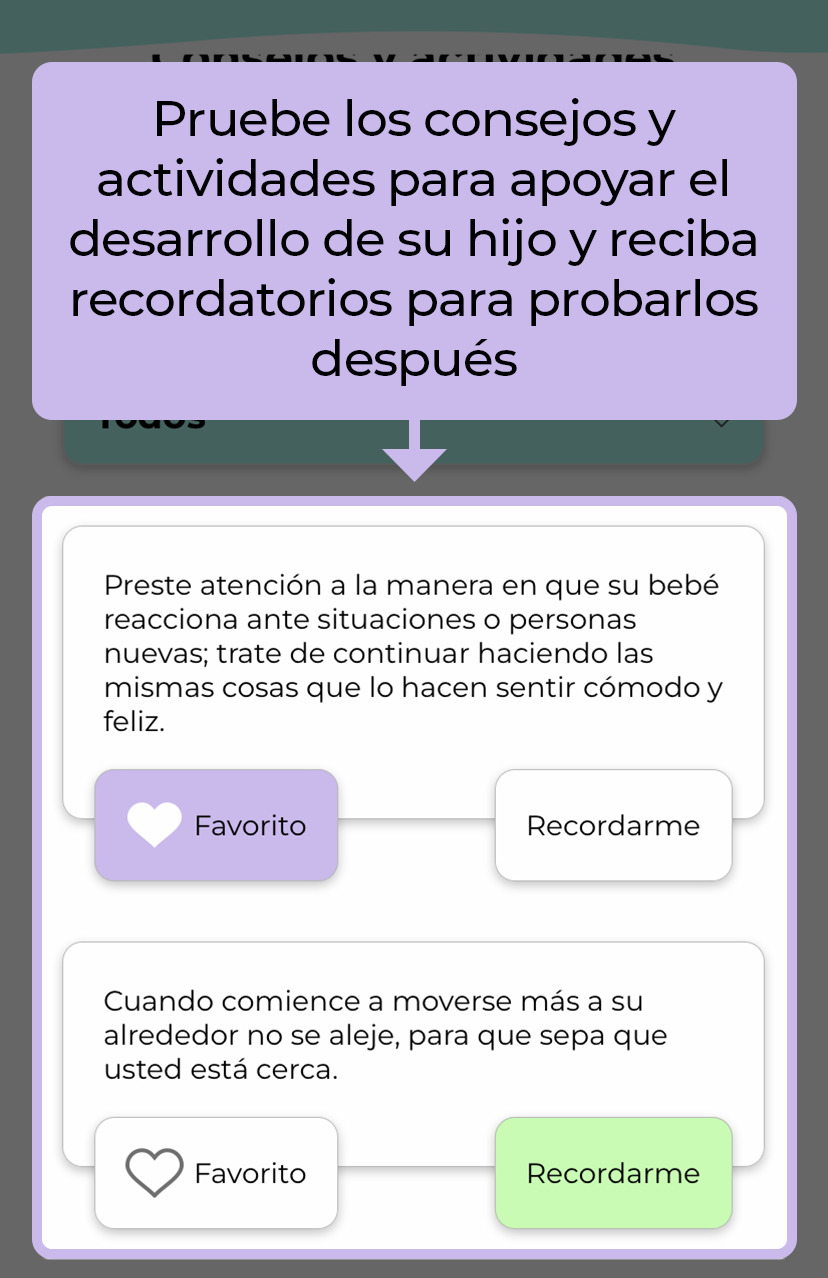 Consejos y actividades
Pruebe los consejos y
actividades para apoyar el
desarrollo de su hijo y reciba
recordatorios para probarlos
después
Todos
Preste atención a la manera en que su bebé
reacciona ante situaciones o personas
nuevas; trate de continuar haciendo las
mismas cosas que lo hacen sentir cómodo y
feliz.
Favorito
Recordarme
Cuando comience a moverse más a su
alrededor no se aleje, para que sepa que
usted está cerca.
Favorito
Recordarme